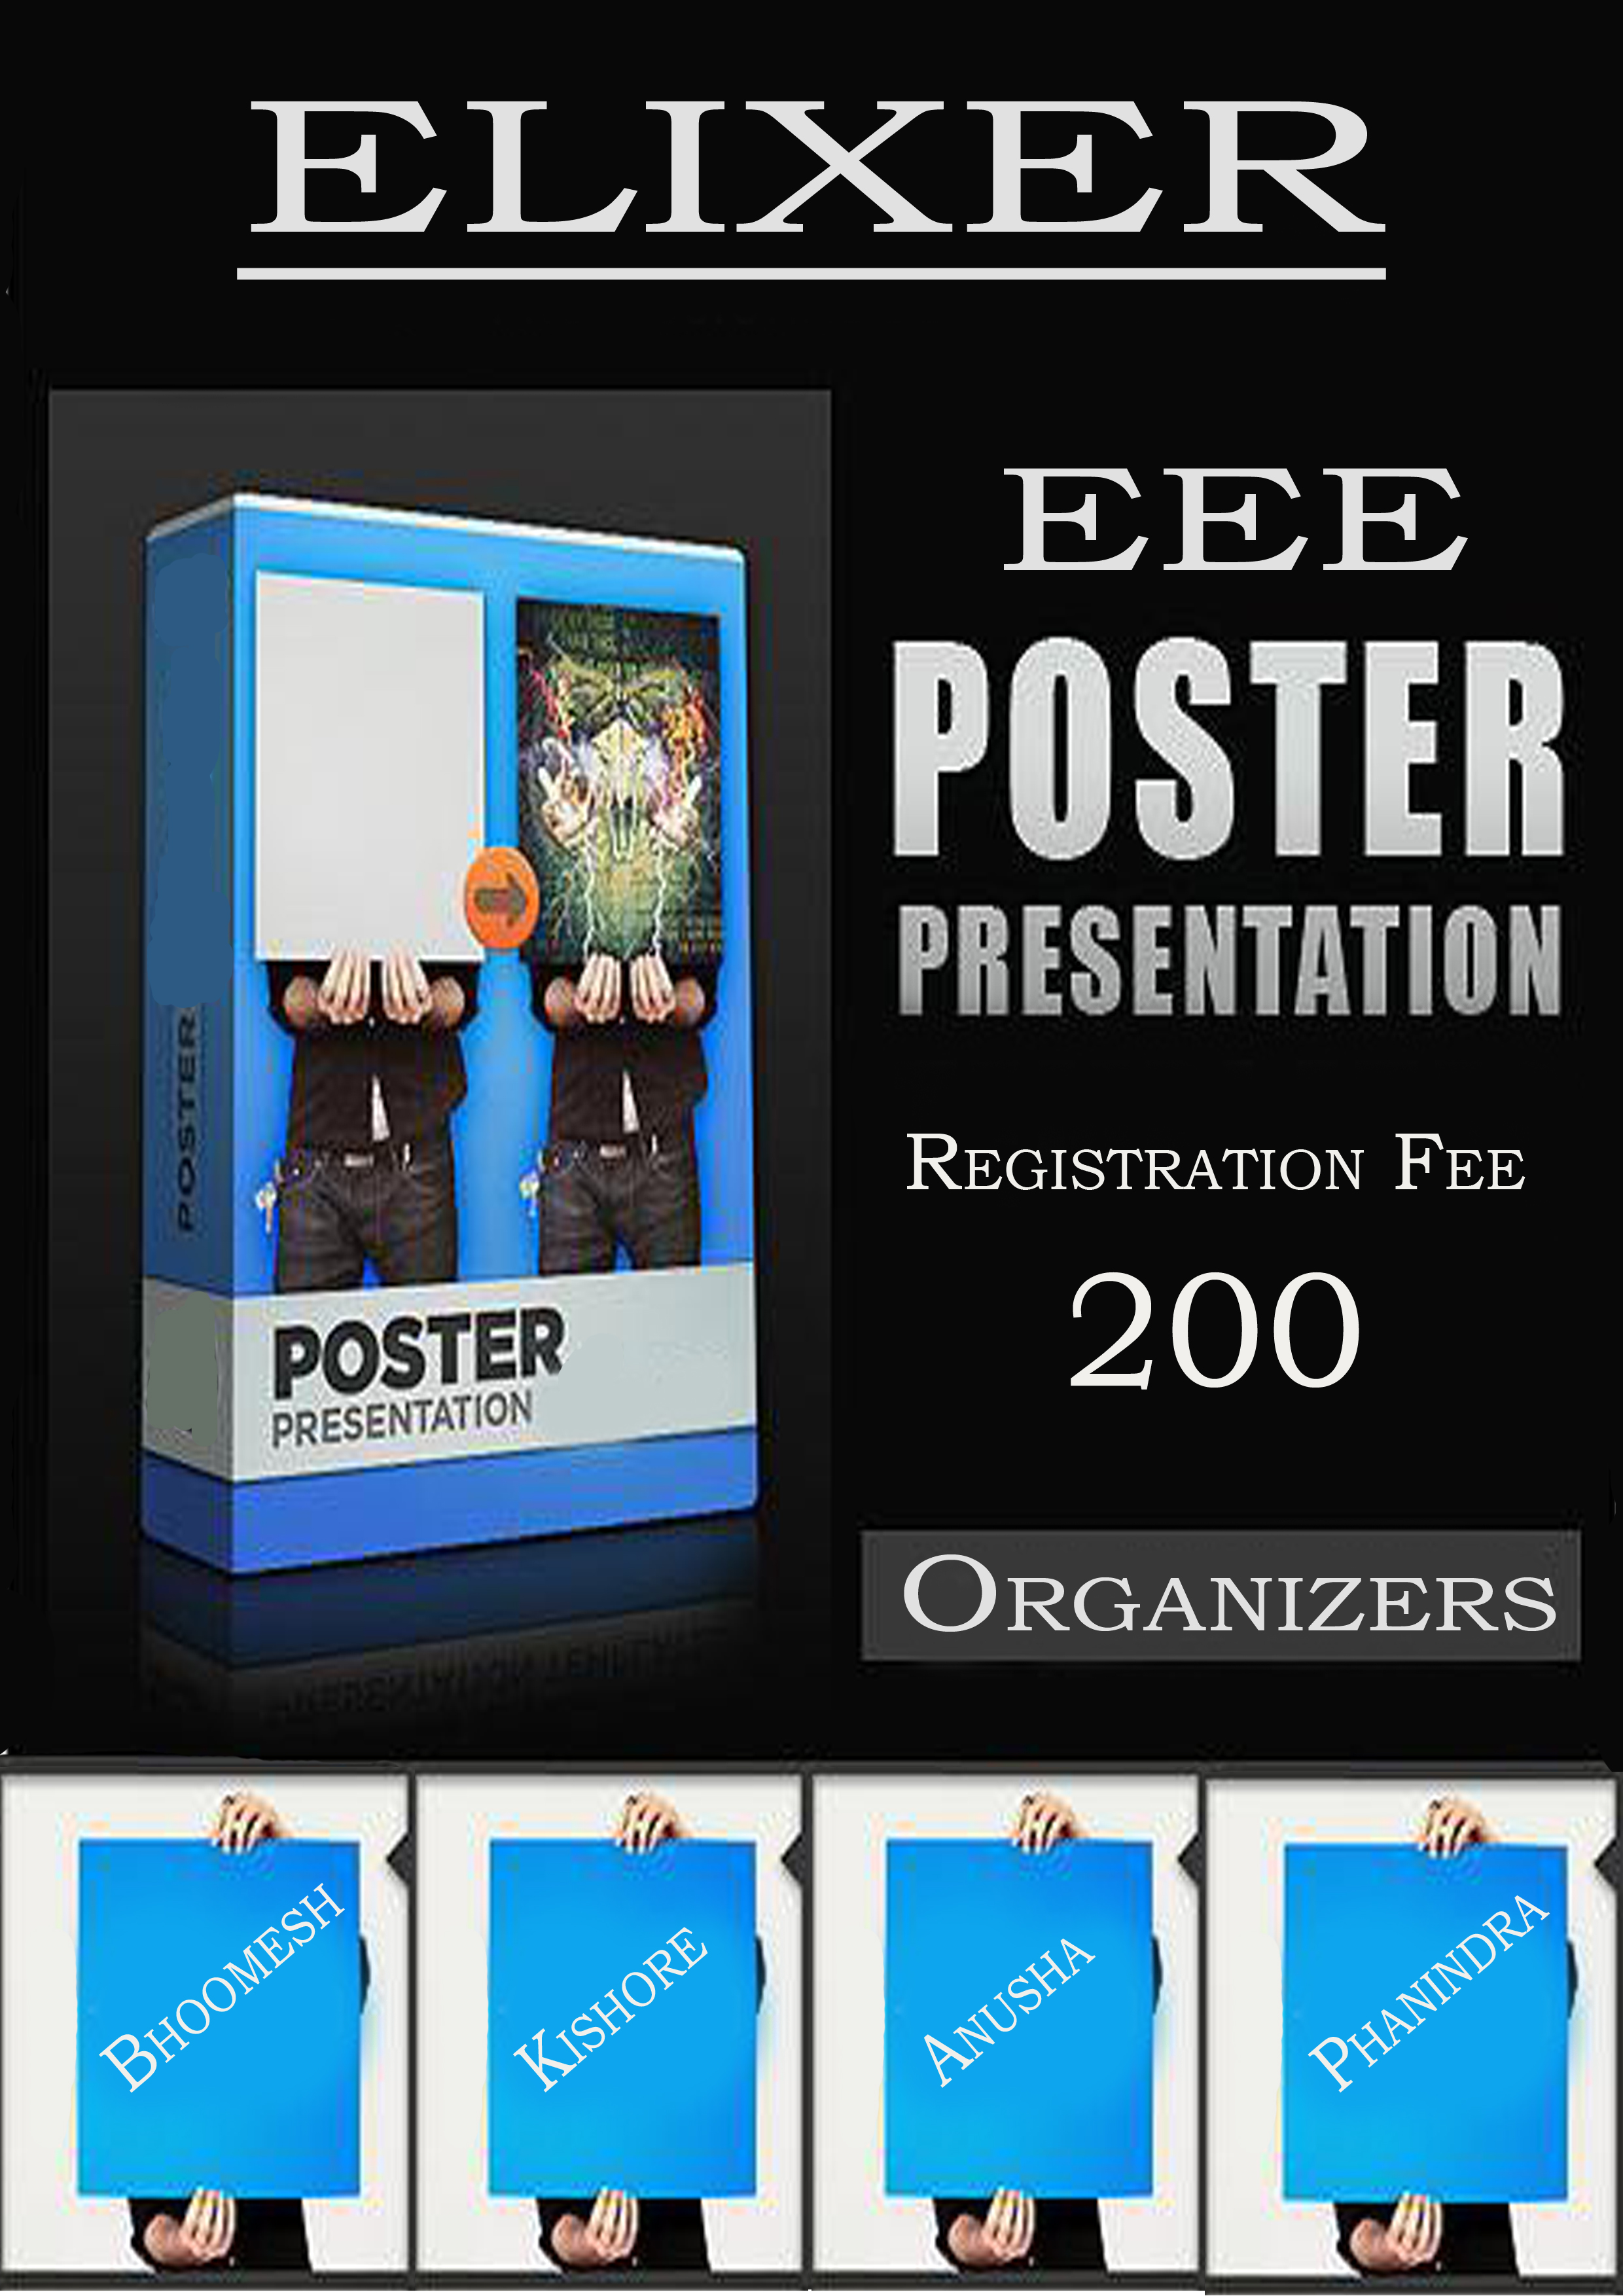 ELIXER
EEE
POSTER
PRESENTATION
REGISTRATION FEE
200
POSTER
POSTER
PRESENTATION
ORGANIZERS
BHOOMESH
KISHORE
ANUSHA
PHANINDRA